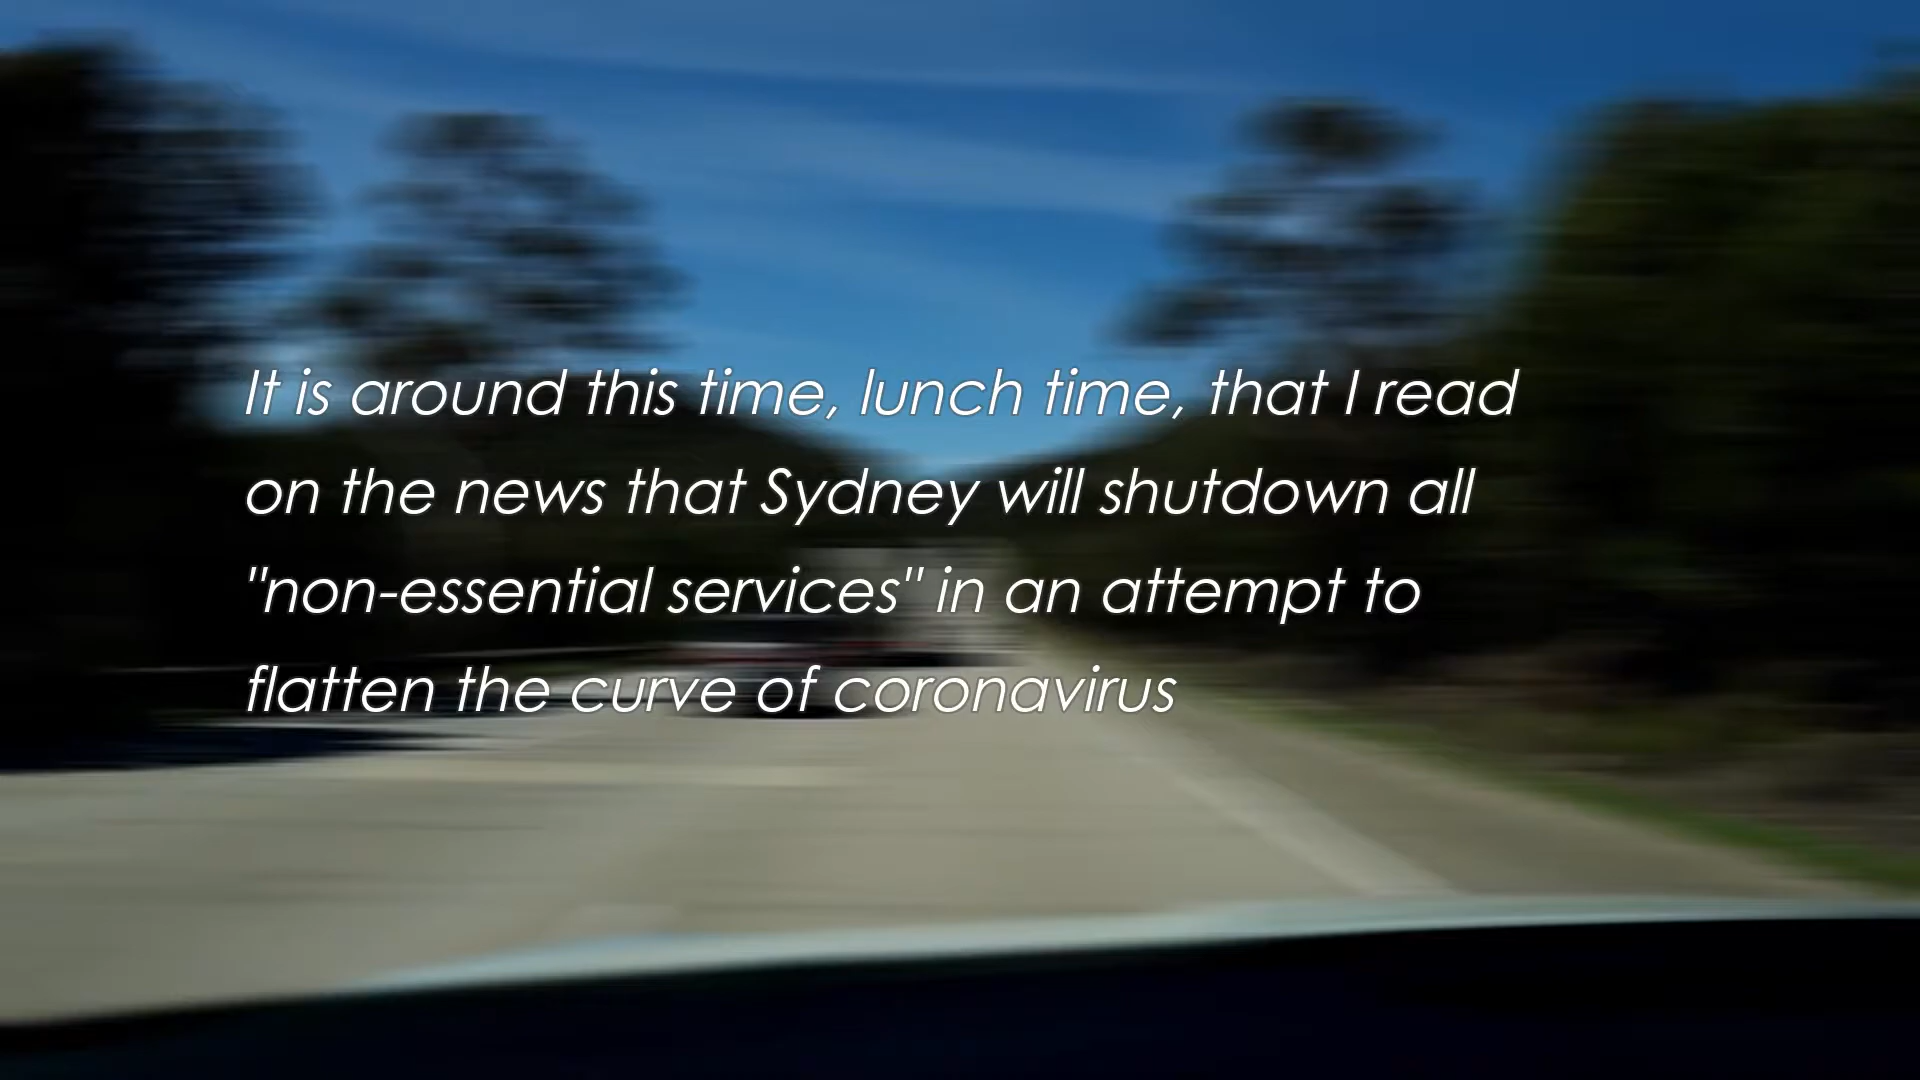 It is around this time, lunch time, that I read
on the news that Sydney will shutdown all
"non-essential services" in an attempt to
flatten the curve of coronavirus